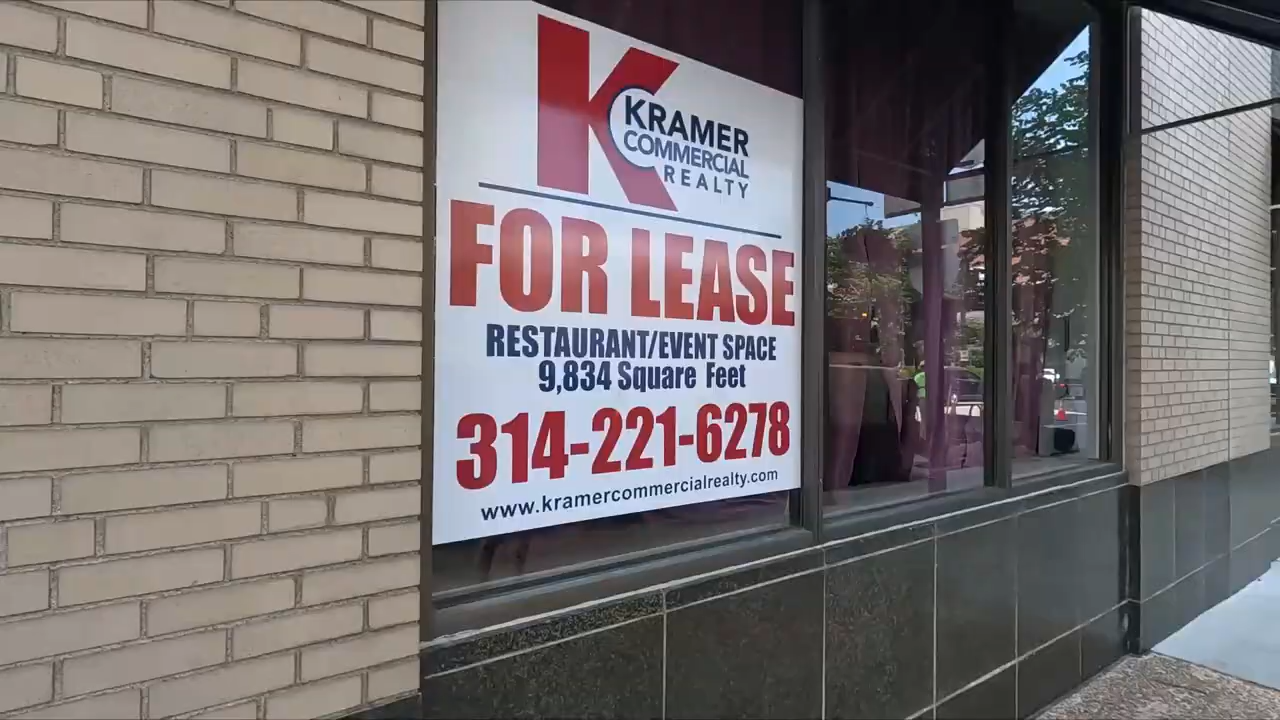 K
KRAMER
COMMERCIAL
REALTY
FOR LEASE
RESTAURANT/EVENT SPACE
9,834 Square Feet
314-221-6278
www.kramercommercialrealty.com